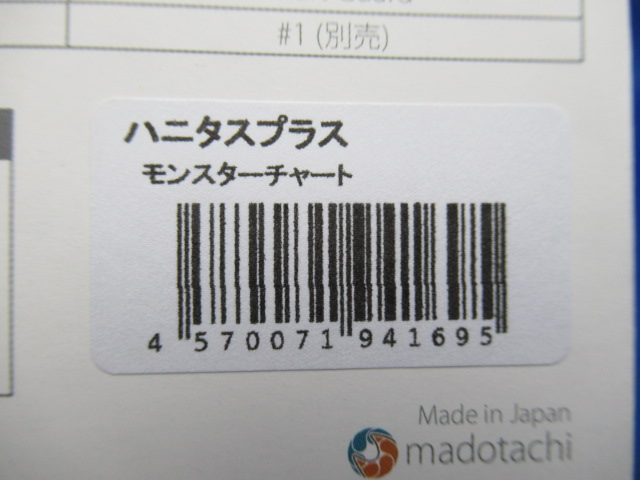 #1 (別売)
ハニタスプラス
モンスターチャート
4 570071 941695
Made in Japan
madotachi